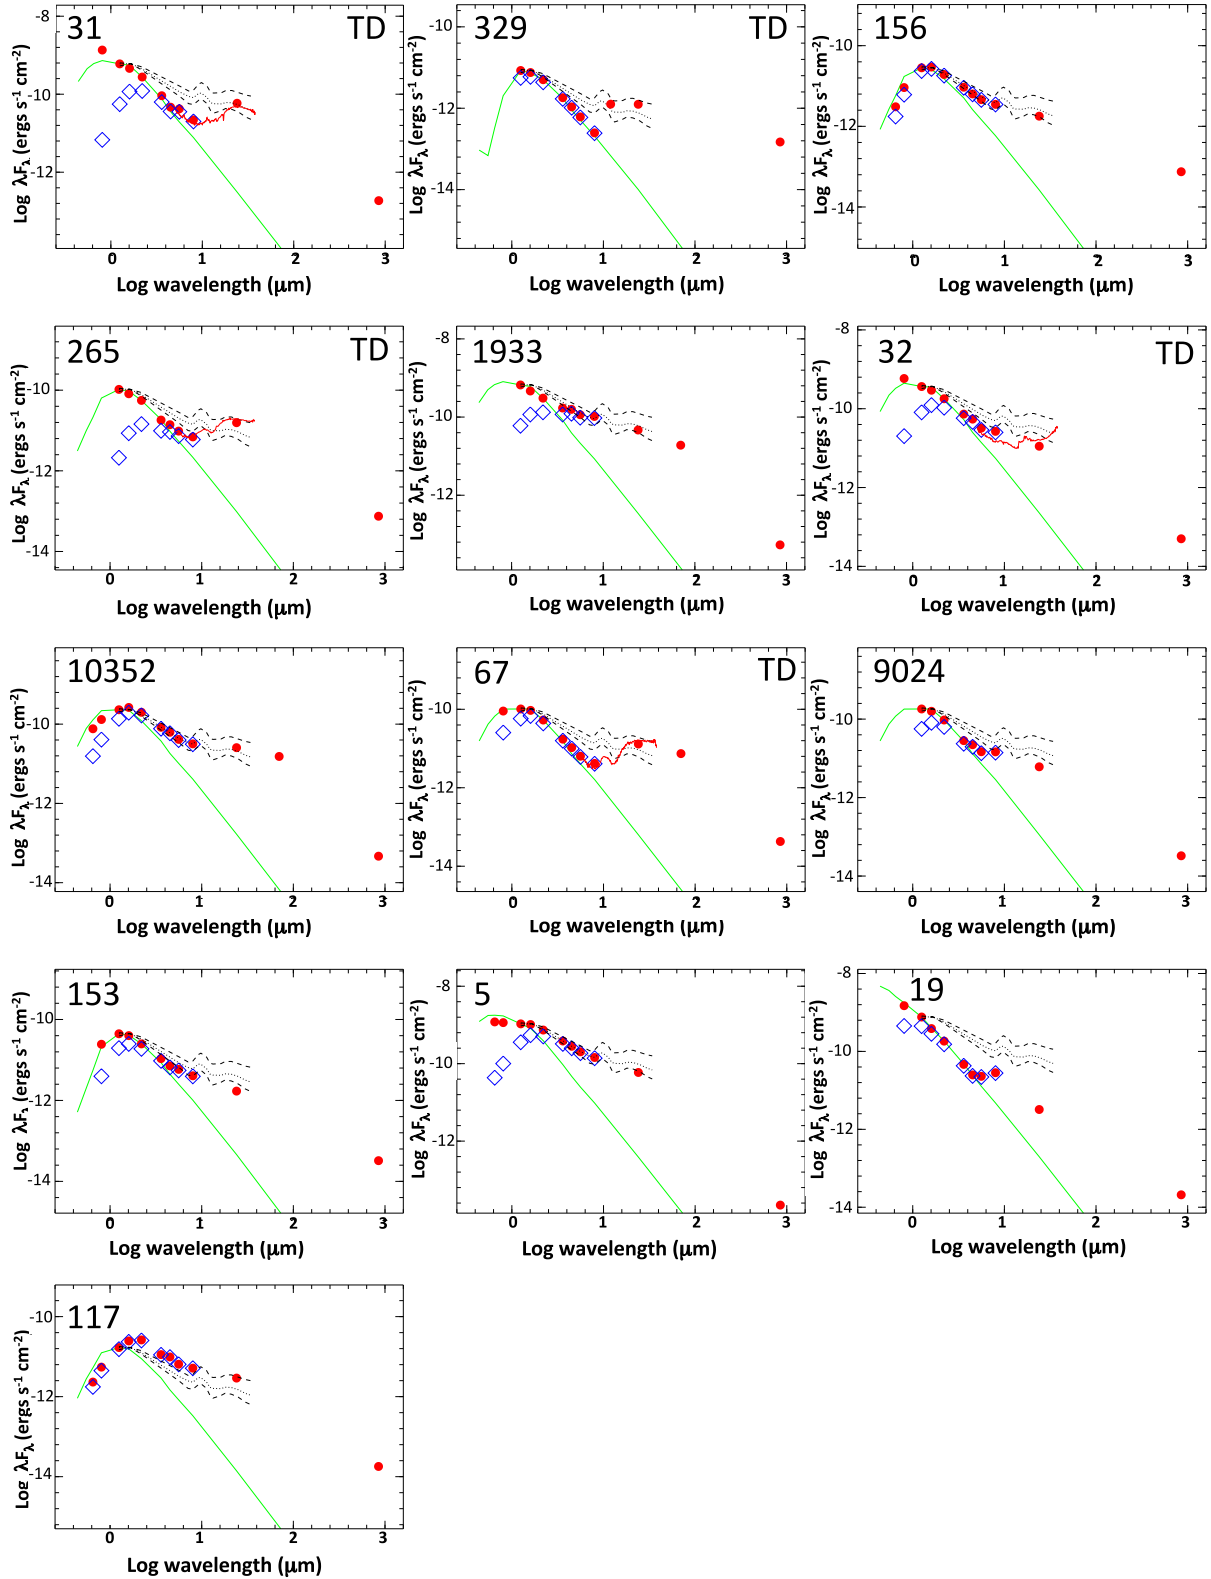 31 TD
-8
-10
-12
0 1 2 3
Log λFλ (ergs s-1 cm-2)
Log wavelength (μm)
329 TD
-10
-12
-14
0 1 2 3
Log λFλ (ergs s-1 cm-2)
Log wavelength (μm)
156
-10
-12
-14
0 1 2 3
Log λFλ (ergs s-1 cm-2)
Log wavelength (μm)
265 TD
-10
-12
-14
0 1 2 3
Log λFλ (ergs s-1 cm-2)
Log wavelength (μm)
1933
-8
-10
-12
0 1 2 3
Log λFλ (ergs s-1 cm-2)
Log wavelength (μm)
32 TD
-8
-10
-12
-14
0 1 2 3
Log λFλ (ergs s-1 cm-2)
Log wavelength (μm)
10352
-10
-12
-14
0 1 2 3
Log λFλ (ergs s-1 cm-2)
Log wavelength (μm)
67 TD
-10
-12
-14
0 1 2 3
Log λFλ (ergs s-1 cm-2)
Log wavelength (μm)
9024
-10
-12
-14
0 1 2 3
Log λFλ (ergs s-1 cm-2)
Log wavelength (μm)
153
-10
-12
-14
0 1 2 3
Log λFλ (ergs s-1 cm-2)
Log wavelength (μm)
5
-8
-10
-12
0 1 2 3
Log λFλ (ergs s-1 cm-2)
Log wavelength (μm)
19
-8
-10
-12
-14
0 1 2 3
Log λFλ (ergs s-1 cm-2)
Log wavelength (μm)
117
-10
-12
-14
0 1 2 3
Log λFλ (ergs s-1 cm-2)
Log wavelength (μm)